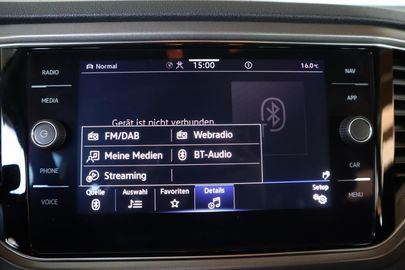 RADIO
MEDIA
PHONE
VOICE
Normal
15:00
16.0°C
Gerät ist nicht verbunden.
FM/DAB
Webradio
Meine Medien
BT-Audio
Streaming
Quelle
Auswahl
Favoriten
Details
Setup
NAV
APP
CAR
MENU